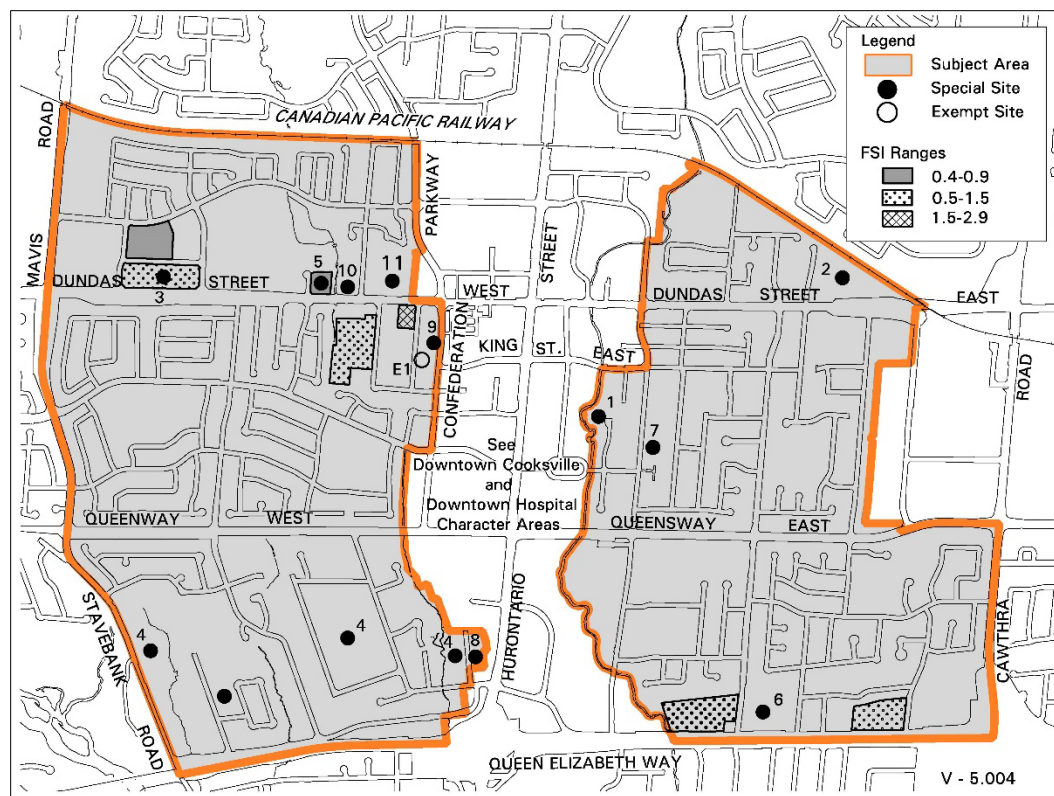 Legend
Subject Area
Special Site
Exempt Site
FSI Ranges
0.4-0.9
0.5-1.5
1.5-2.9
CANADIAN PACIFIC RAILWAY
MAVIS
ROAD
PARKWAY
STREET
DUNDAS
3
STREET
5
10
11
WEST
DUNDAS
STREET
2
EAST
9
E1
CONFEDERATION
KING
ST.
EAST
ROAD
1
7
See
Downtown Cooksville
and
Downtown Hospital
Character Areas
QUEENWAY
WEST
QUEENSWAY
EAST
STAVEBANK
ROAD
4
4
4
8
HURONTARIO
6
CAWTHRA
QUEEN ELIZABETH WAY
V - 5.004